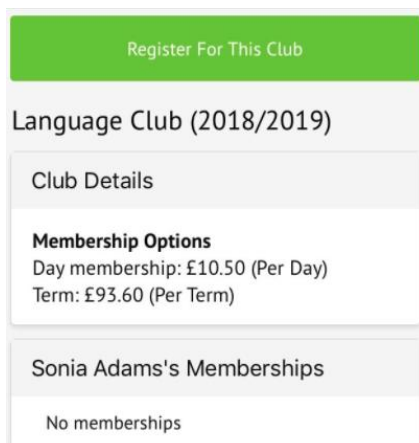 Register For This Club
Language Club (2018/2019)
Club Details
Membership Options
Day membership: £10.50 (Per Day)
Term: £93.60 (Per Term)
Sonia Adams's Memberships
No memberships